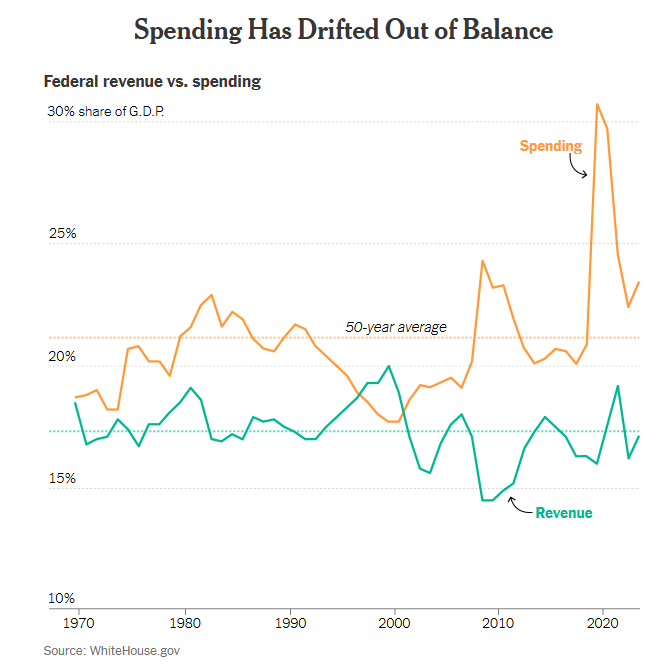 Spending Has Drifted Out of Balance
Federal revenue vs. spending
30% share of G.D.P.
Spending
25%
50-year average
20%
15%
Revenue
10%
1970 1980 1990 2000 2010 2020
Source: WhiteHouse.gov